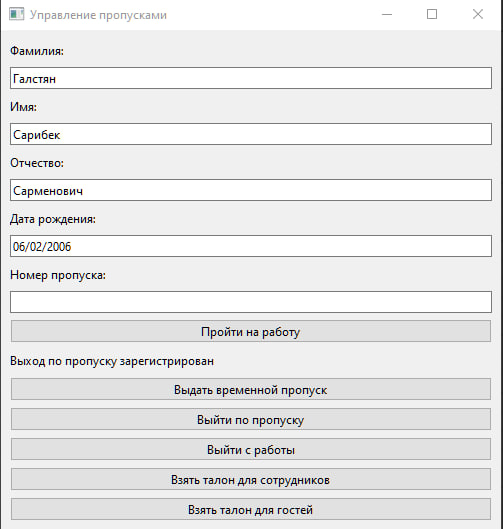 Управление пропусками
Фамилия:
Галстян
Имя:
Сарибек
Отчество:
Сарменович
Дата рождения:
06/02/2006
Номер пропуска:
Пройти на работу
Выход по пропуску зарегистрирован
Выдать временной пропуск
Выйти по пропуску
Выйти с работы
Взять талон для сотрудников
Взять талон для гостей